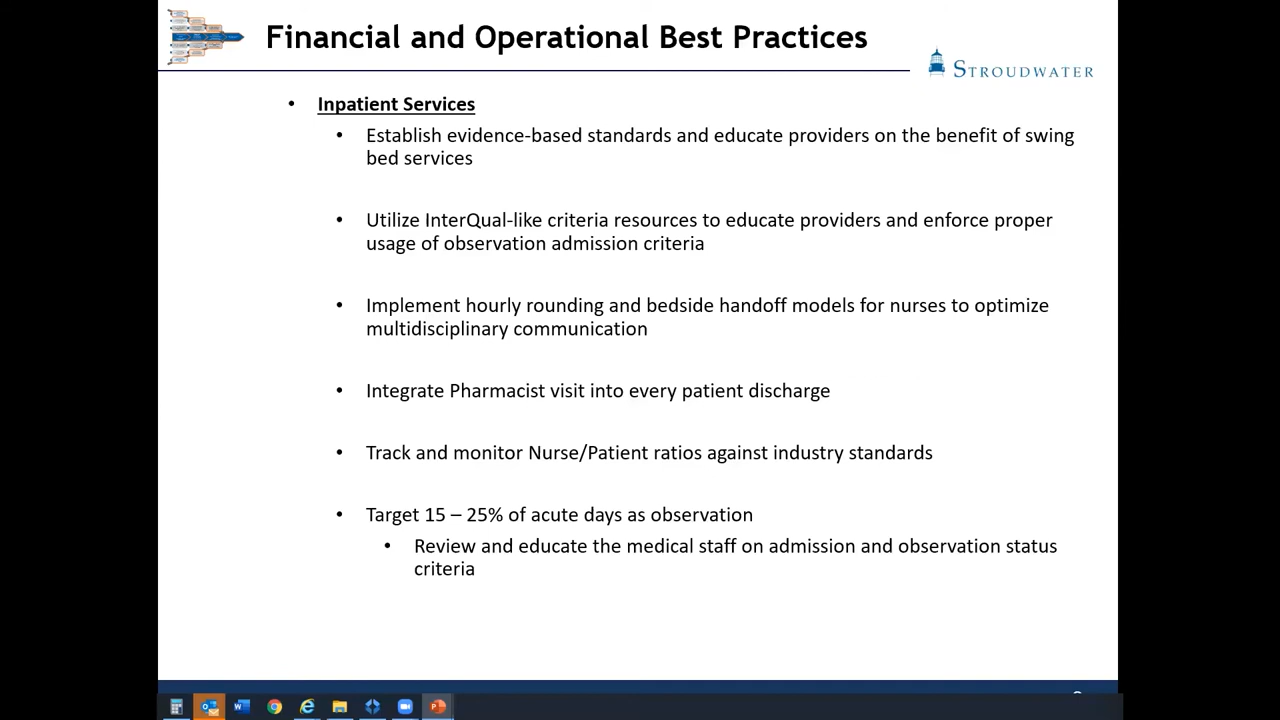 Financial and Operational Best Practices
STROUDWATER
• Inpatient Services
• Establish evidence-based standards and educate providers on the benefit of swing
bed services
• Utilize InterQual-like criteria resources to educate providers and enforce proper
usage of observation admission criteria
• Implement hourly rounding and bedside handoff models for nurses to optimize
multidisciplinary communication
• Integrate Pharmacist visit into every patient discharge
• Track and monitor Nurse/Patient ratios against industry standards
• Target 15 – 25% of acute days as observation
• Review and educate the medical staff on admission and observation status
criteria